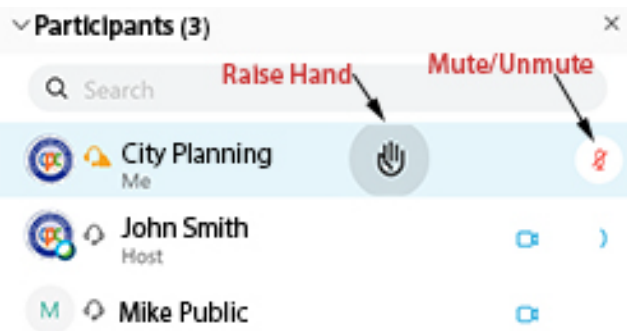 Participants (3)
Raise Hand
Mute/Unmute
Search
City Planning
Me
John Smith
Host
M Mike Public